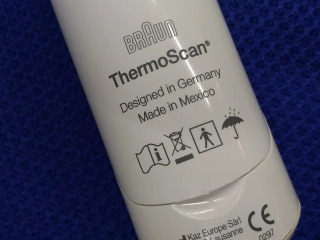 BRAUN
ThermoScan®
Designed in Germany
Made in Mexico
i
Kaz Europe Sàrl
Lausanne
CE
0297